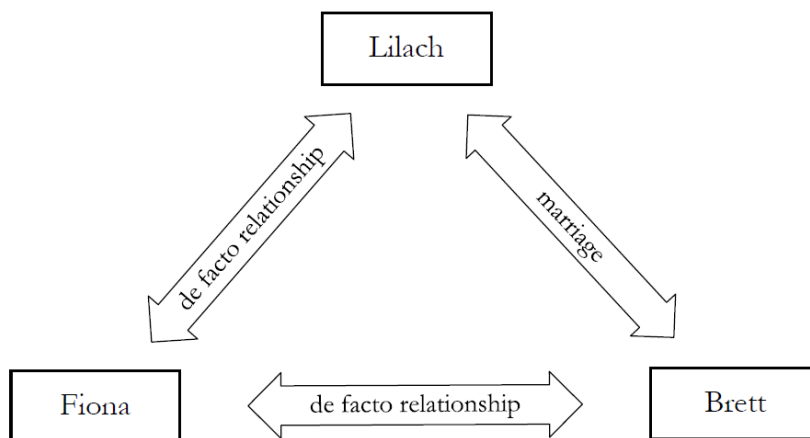 Lilach
de facto relationship
marriage
Fiona
de facto relationship
Brett